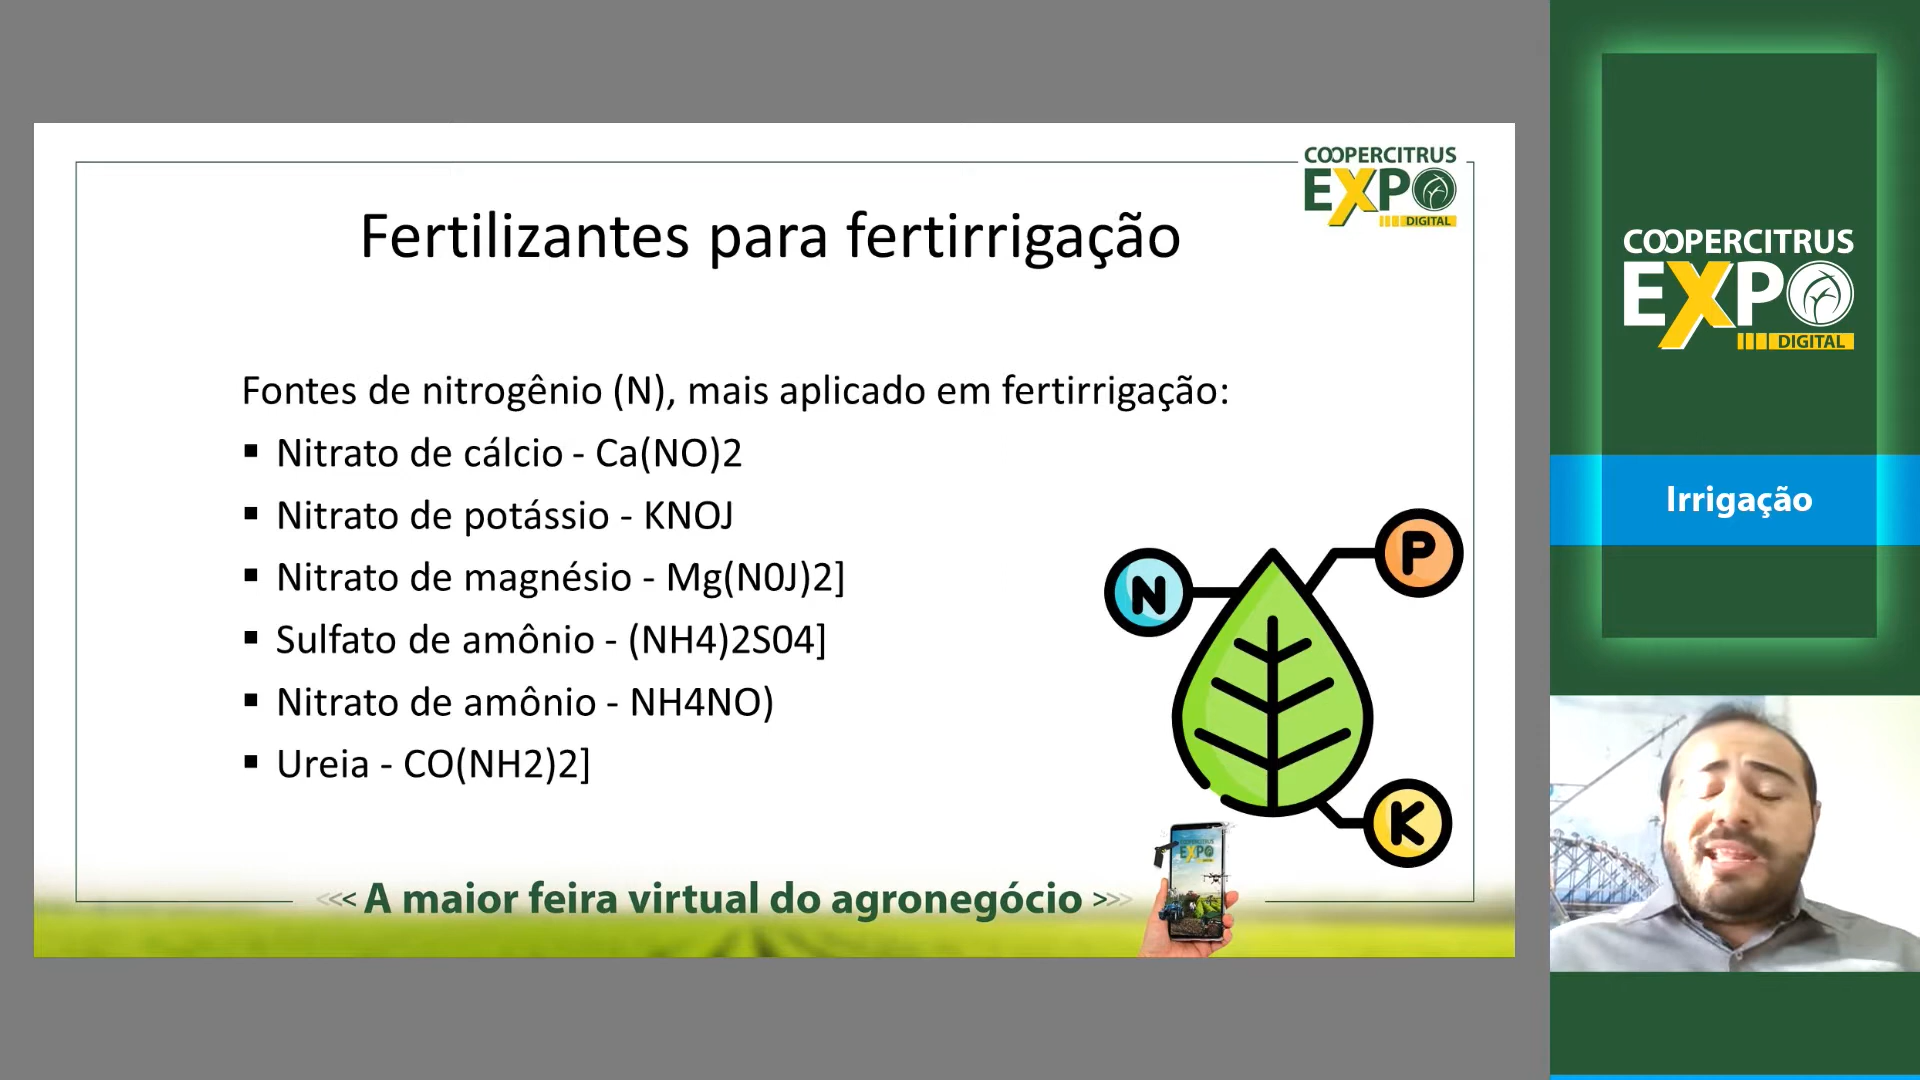 COOPERCITRUS
EXPO
DIGITAL
Fertilizantes para fertirrigação
Fontes de nitrogênio (N), mais aplicado em fertirrigação:
▪ Nitrato de cálcio - Ca(NO)2
▪ Nitrato de potássio - KNOJ
▪ Nitrato de magnésio - Mg(N0J)2]
▪ Sulfato de amônio - (NH4)2S04]
▪ Nitrato de amônio - NH4NO)
▪ Ureia - CO(NH2)2]
N
P
K
EXPO
<<< A maior feira virtual do agronegócio >>>
COOPERCITRUS
EXPO
DIGITAL
Irrigação